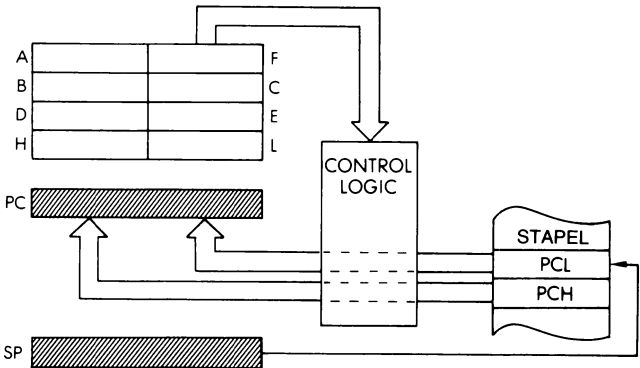 A F
B C
D E
H L
CONTROL
LOGIC
PC
STAPEL
PCL
PCH
SP